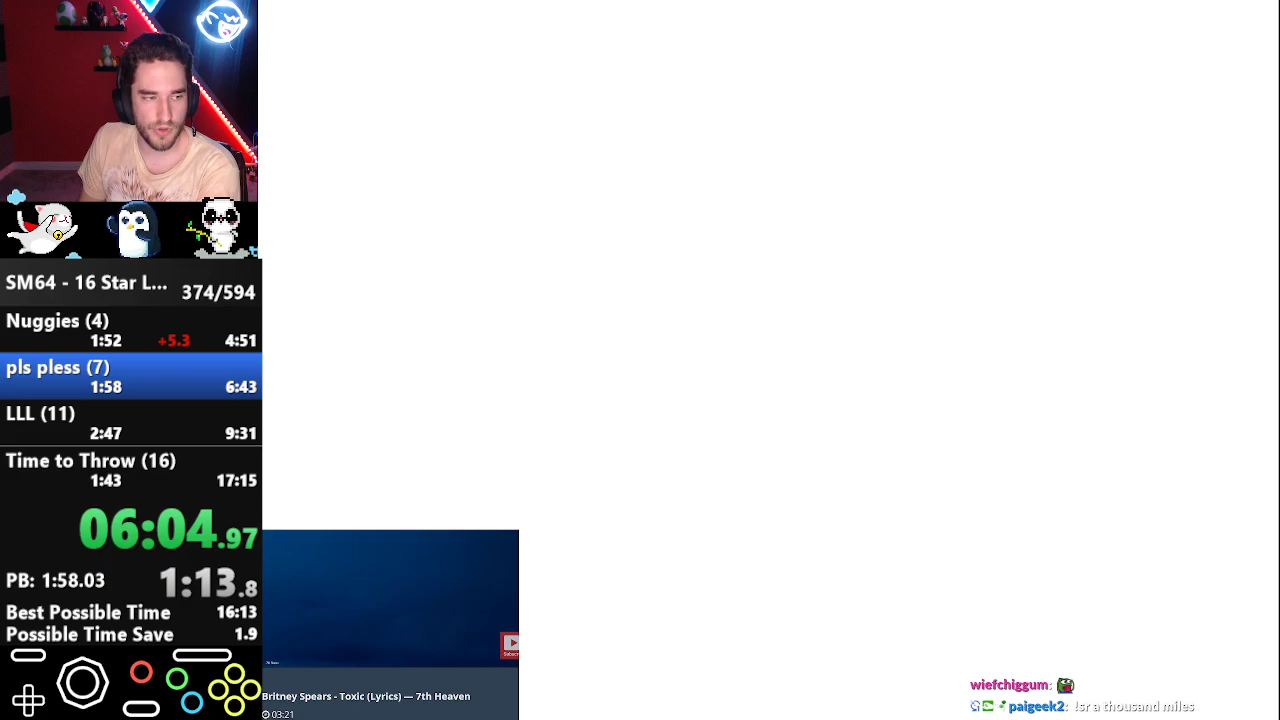 SM64 - 16 Star L...
374/594
Nuggies (4)
1:52 +5.3 4:51
pls pless (7)
1:58 6:43
LLL (11)
2:47 9:31
Time to Throw (16)
1:43 17:15
06:04.97
PB: 1:58.03 1:13.8
Best Possible Time 16:13
Possible Time Save 1.9
Britney Spears - Toxic (Lyrics) — 7th Heaven
03:21
wiefchiggum:
paigeek2: !sr a thousand miles